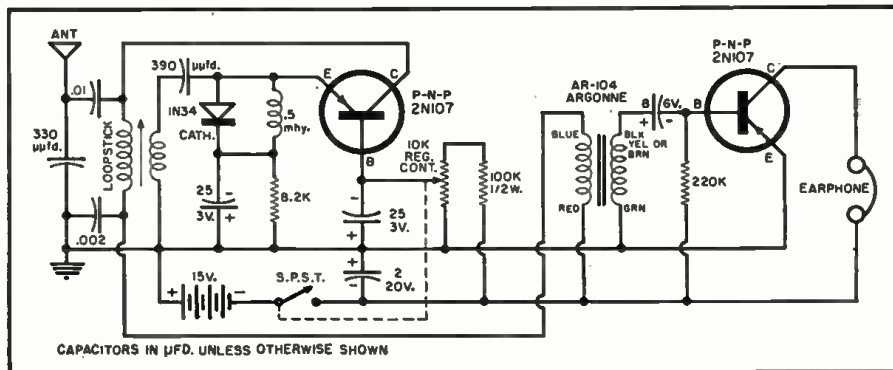 ANT
.01
330
µµfd.
LOOPSTICK
.002
390
µµfd.
IN34
CATH.
.5
mhy.
25
3V.
-
+
8.2K
E
C
B
P-N-P
2N107
10K
REG.
CONT.
100K
1/2W.
-
25
3V.
+
+
2
20V.
-
+
15V.
-
S.P.S.T.
AR-104
ARGONNE
BLUE
RED
BLK
YEL OR
BRN
GRN
8
6V.
+
-
B
220K
P-N-P
2N107
C
E
EARPHONE
CAPACITORS IN µFD. UNLESS OTHERWISE SHOWN